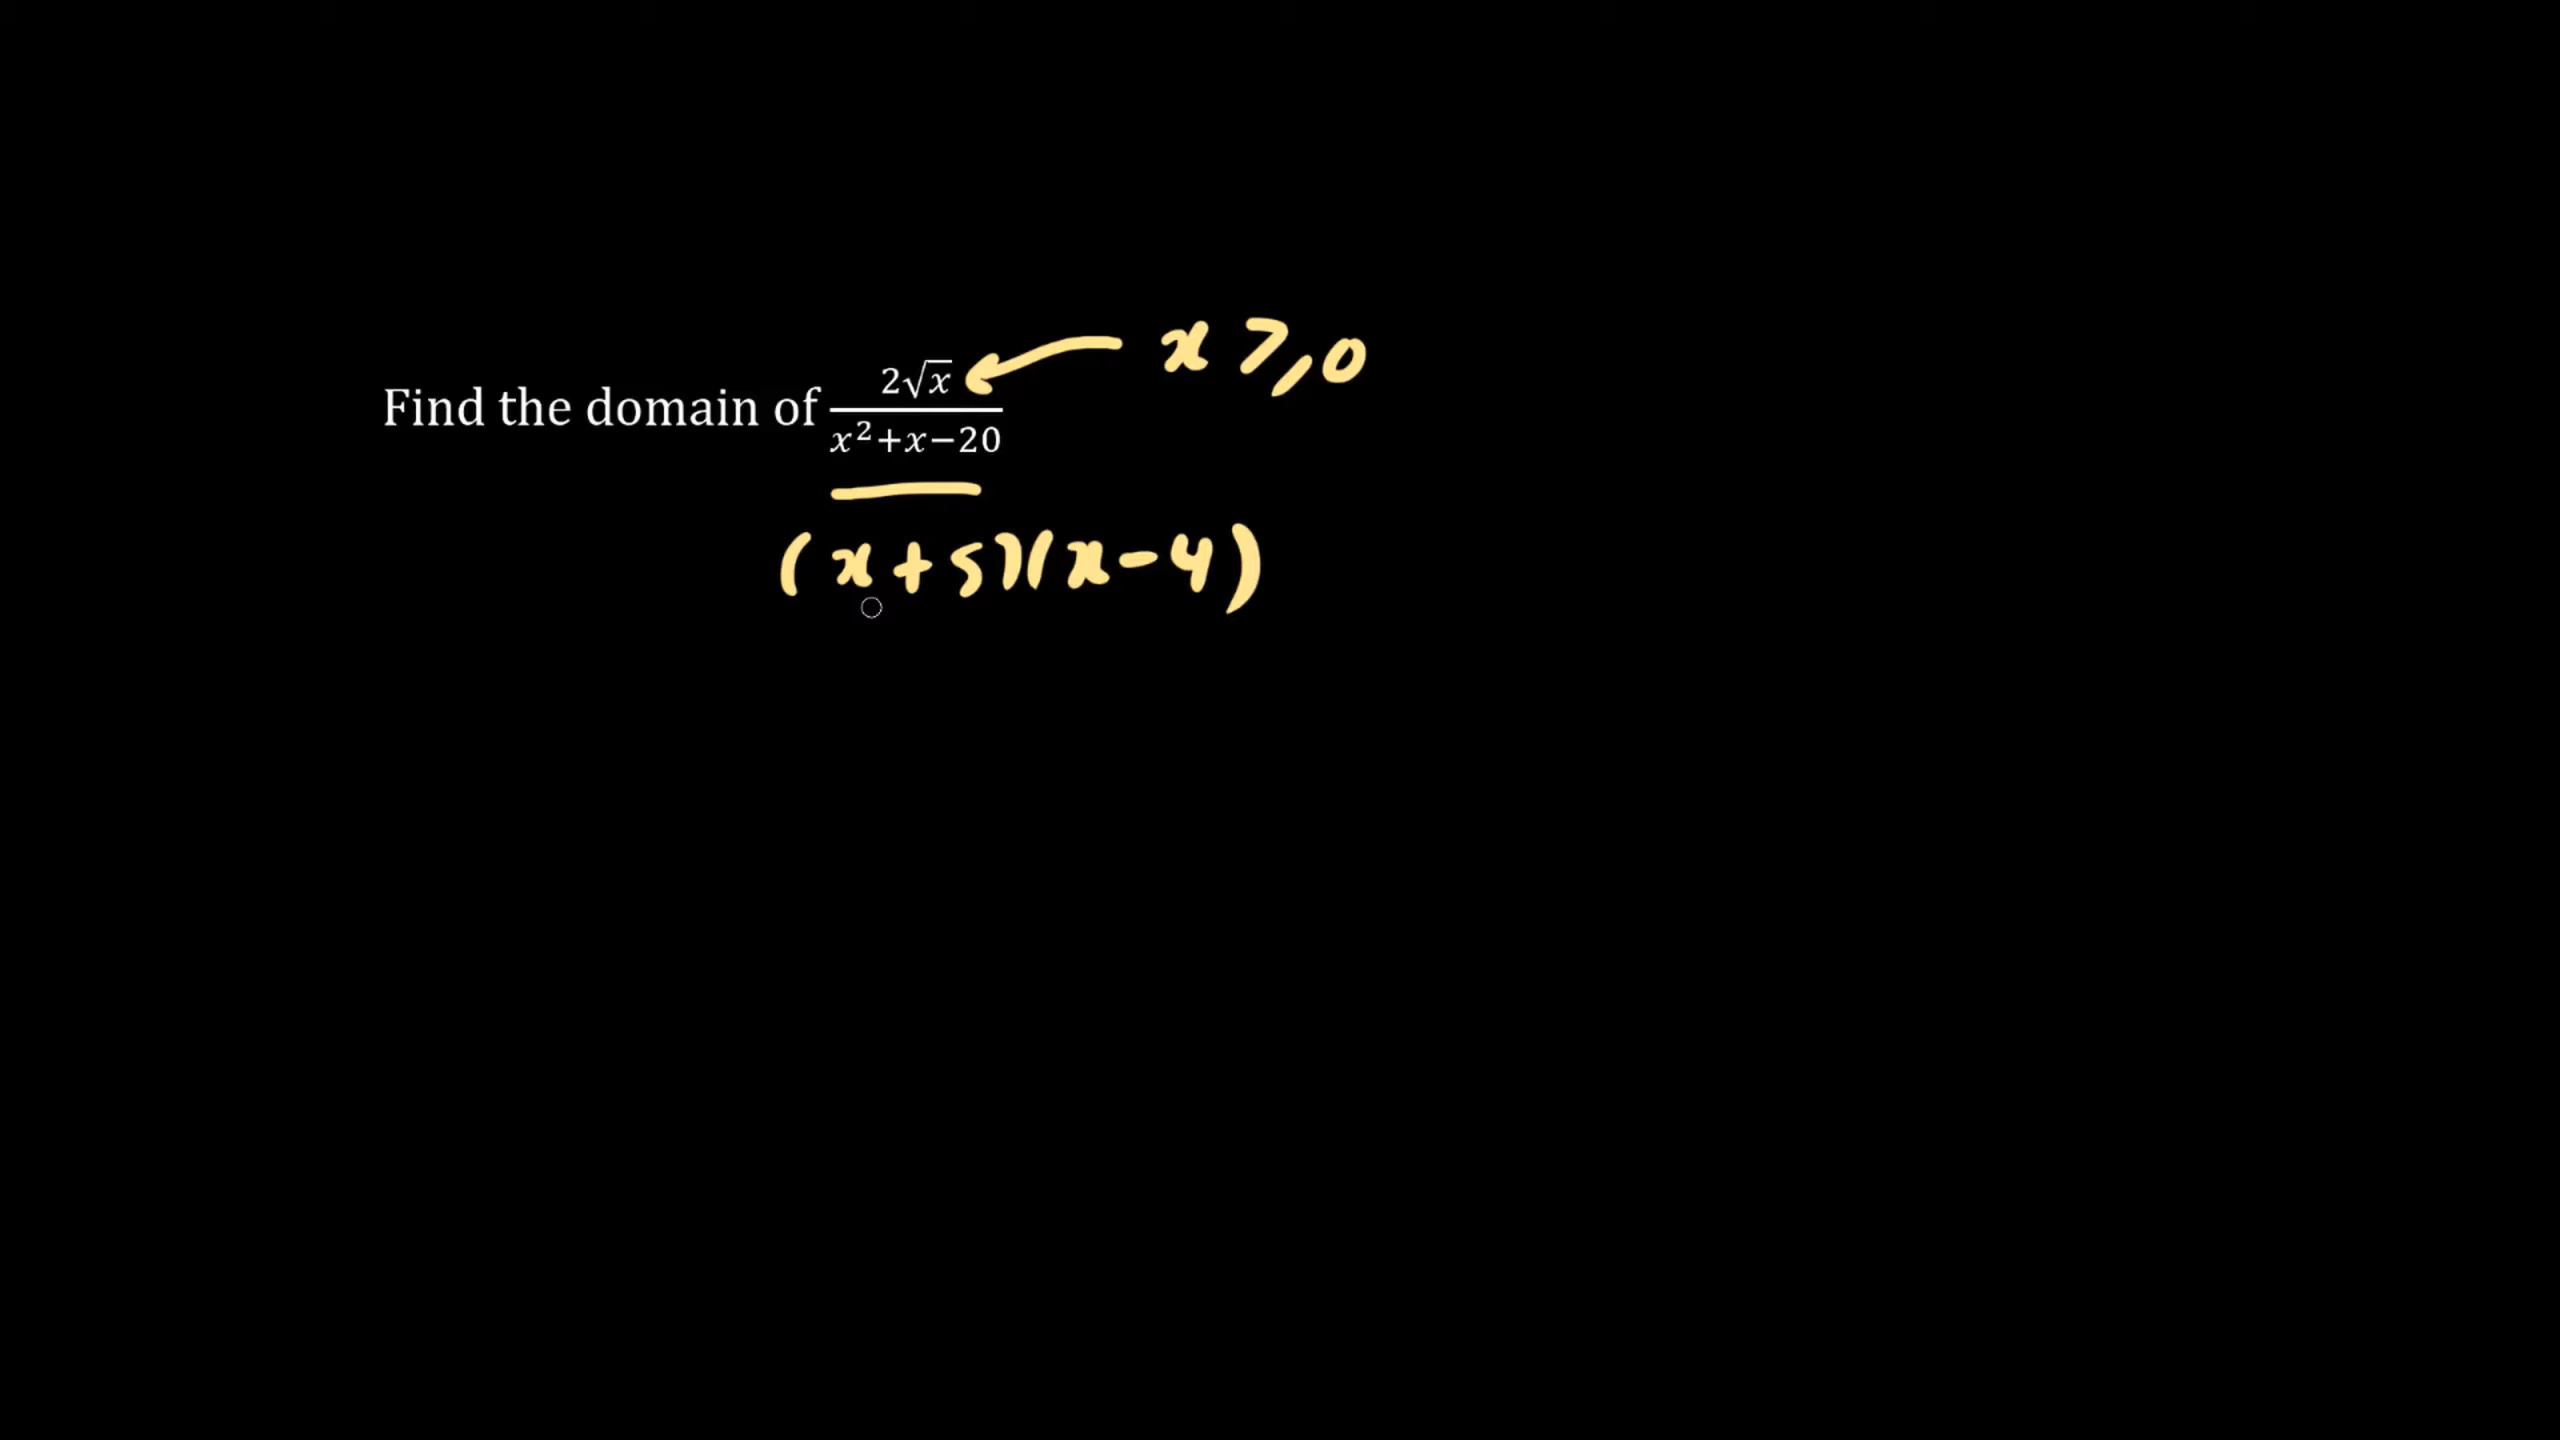 Find the domain of 2√x / x²+x−20 x ⩾ 0
(x+5)(x-4)